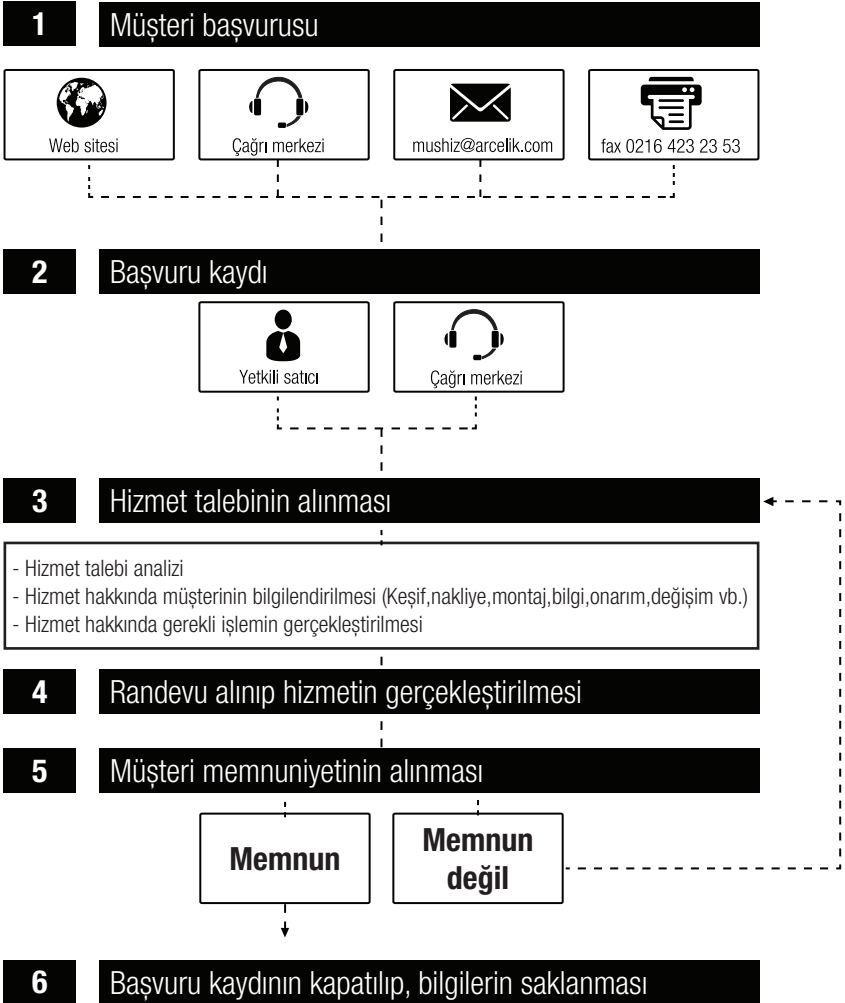 1 Müşteri başvurusu
Web sitesi
Çağrı merkezi
mushiz@arcelik.com
fax 0216 423 23 53
2 Başvuru kaydı
Yetkili satıcı
Çağrı merkezi
3 Hizmet talebinin alınması
- Hizmet talebi analizi
- Hizmet hakkında müşterinin bilgilendirilmesi (Keşif,nakliye,montaj,bilgi,onarım,değişim vb.)
- Hizmet hakkında gerekli işlemin gerçekleştirilmesi
4 Randevu alınıp hizmetin gerçekleştirilmesi
5 Müşteri memnuniyetinin alınması
Memnun
Memnun
değil
6 Başvuru kaydının kapatılıp, bilgilerin saklanması